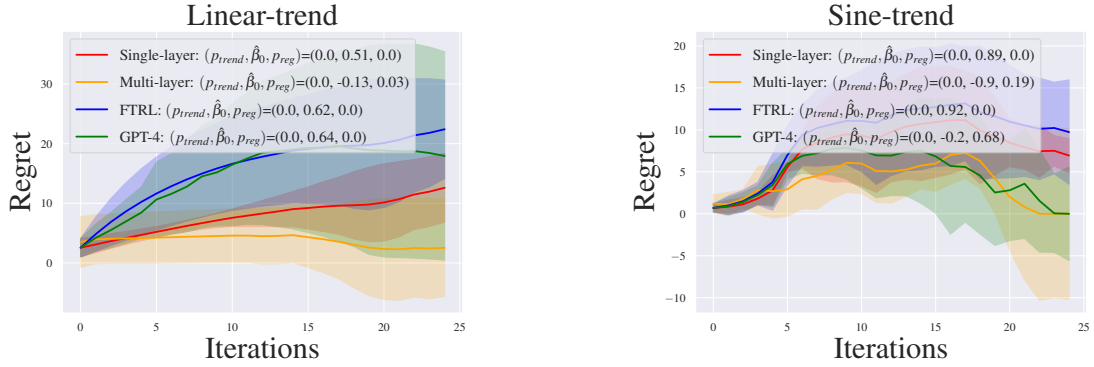 Linear-trend
Regret
30
20
10
0
Single-layer: (p_trend, β̂_0, p_reg)=(0.0, 0.51, 0.0)
Multi-layer: (p_trend, β̂_0, p_reg)=(0.0, -0.13, 0.03)
FTRL: (p_trend, β̂_0, p_reg)=(0.0, 0.62, 0.0)
GPT-4: (p_trend, β̂_0, p_reg)=(0.0, 0.64, 0.0)
0 5 10 15 20 25
Iterations
Sine-trend
Regret
20
15
10
5
0
−5
−10
Single-layer: (p_trend, β̂_0, p_reg)=(0.0, 0.89, 0.0)
Multi-layer: (p_trend, β̂_0, p_reg)=(0.0, -0.9, 0.19)
FTRL: (p_trend, β̂_0, p_reg)=(0.0, 0.92, 0.0)
GPT-4: (p_trend, β̂_0, p_reg)=(0.0, -0.2, 0.68)
0 5 10 15 20 25
Iterations